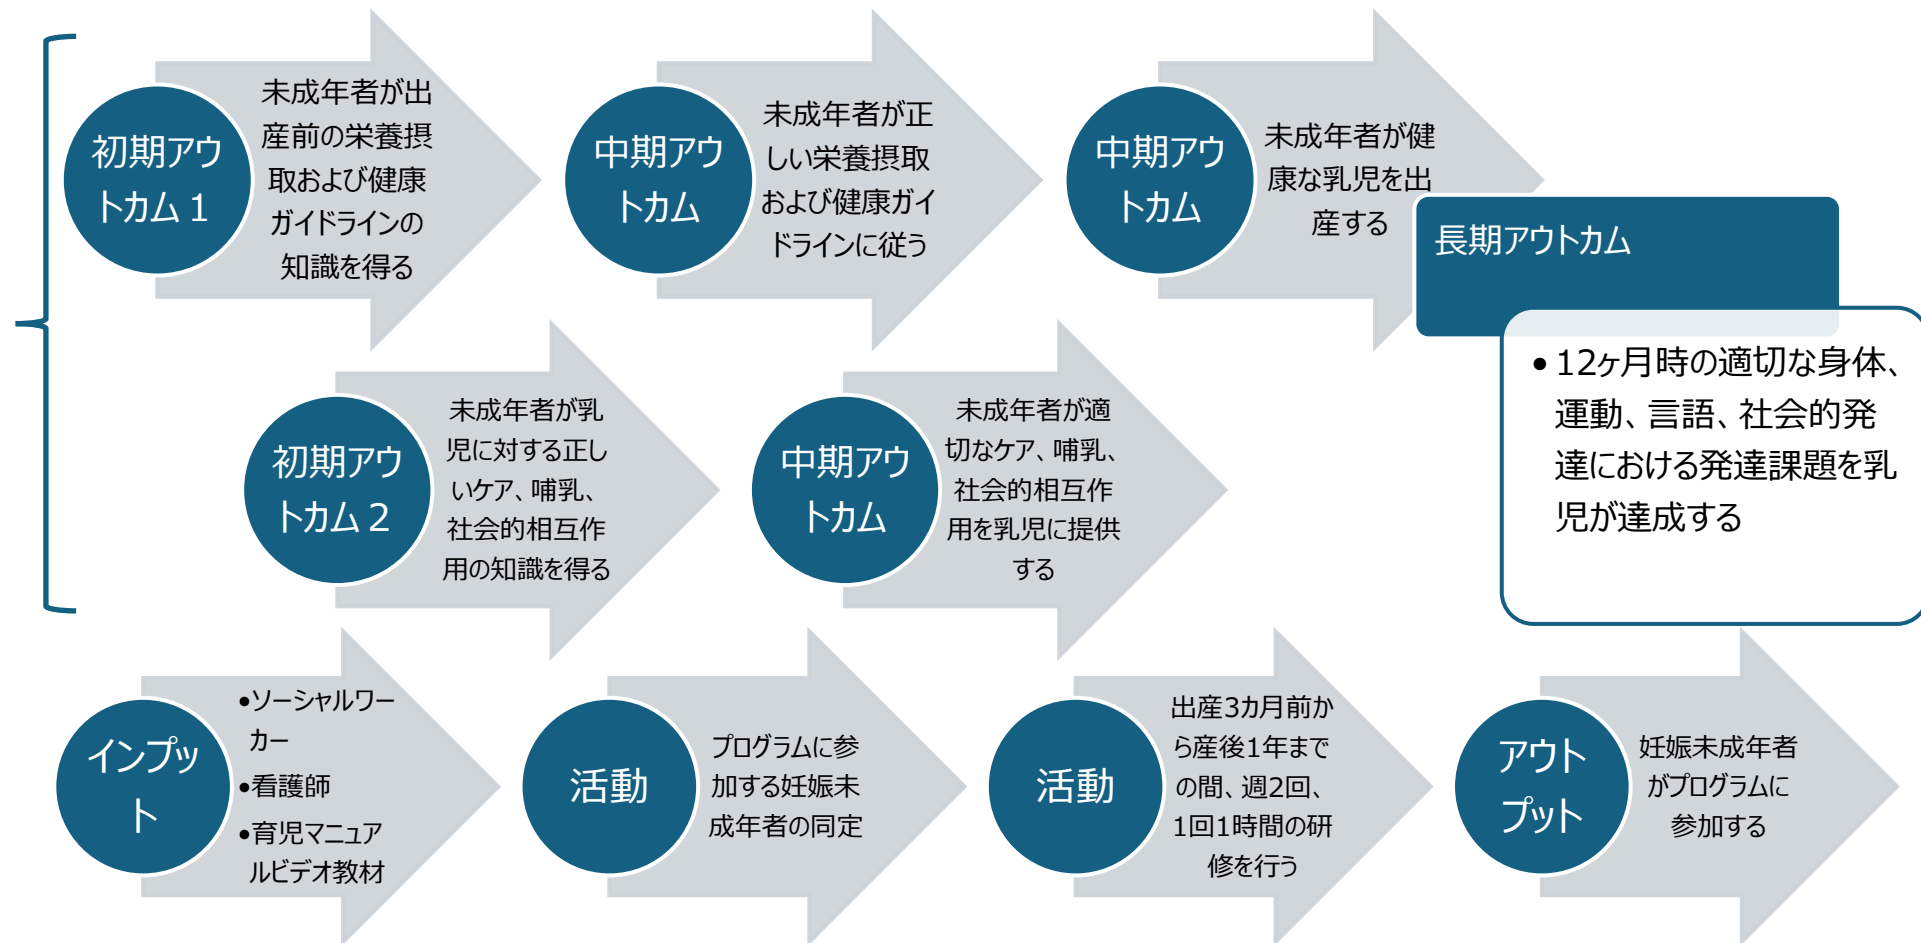 初期アウ
トカム 1
未成年者が出
産前の栄養摂
取および健康
ガイドラインの
知識を得る
中期アウ
トカム
未成年者が正
しい栄養摂取
および健康ガイ
ドラインに従う
中期アウ
トカム
未成年者が健
康な乳児を出
産する
長期アウトカム
•12ヶ月時の適切な身体、
運動、言語、社会的発
達における発達課題を乳
児が達成する
初期アウ
トカム 2
未成年者が乳
児に対する正し
いケア、哺乳、
社会的相互作
用の知識を得る
中期アウ
トカム
未成年者が適
切なケア、哺乳、
社会的相互作
用を乳児に提供
する
インプッ
ト
•ソーシャルワー
カー
•看護師
•育児マニュア
ルビデオ教材
活動
プログラムに参
加する妊娠未
成年者の同定
活動
出産3カ月前か
ら産後1年まで
の間、週2回、
1回1時間の研
修を行う
アウト
プット
妊娠未成年者
がプログラムに
参加する